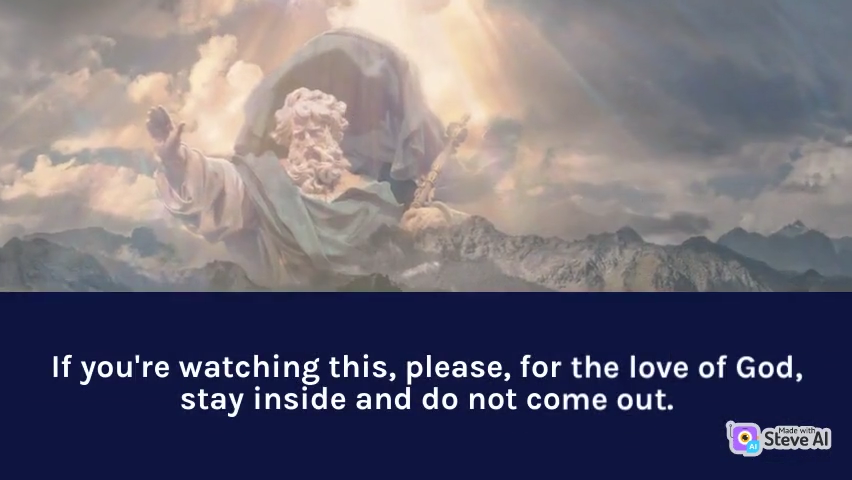 If you're watching this, please, for the love of God,
stay inside and do not come out.
Made with
Steve AI
AI